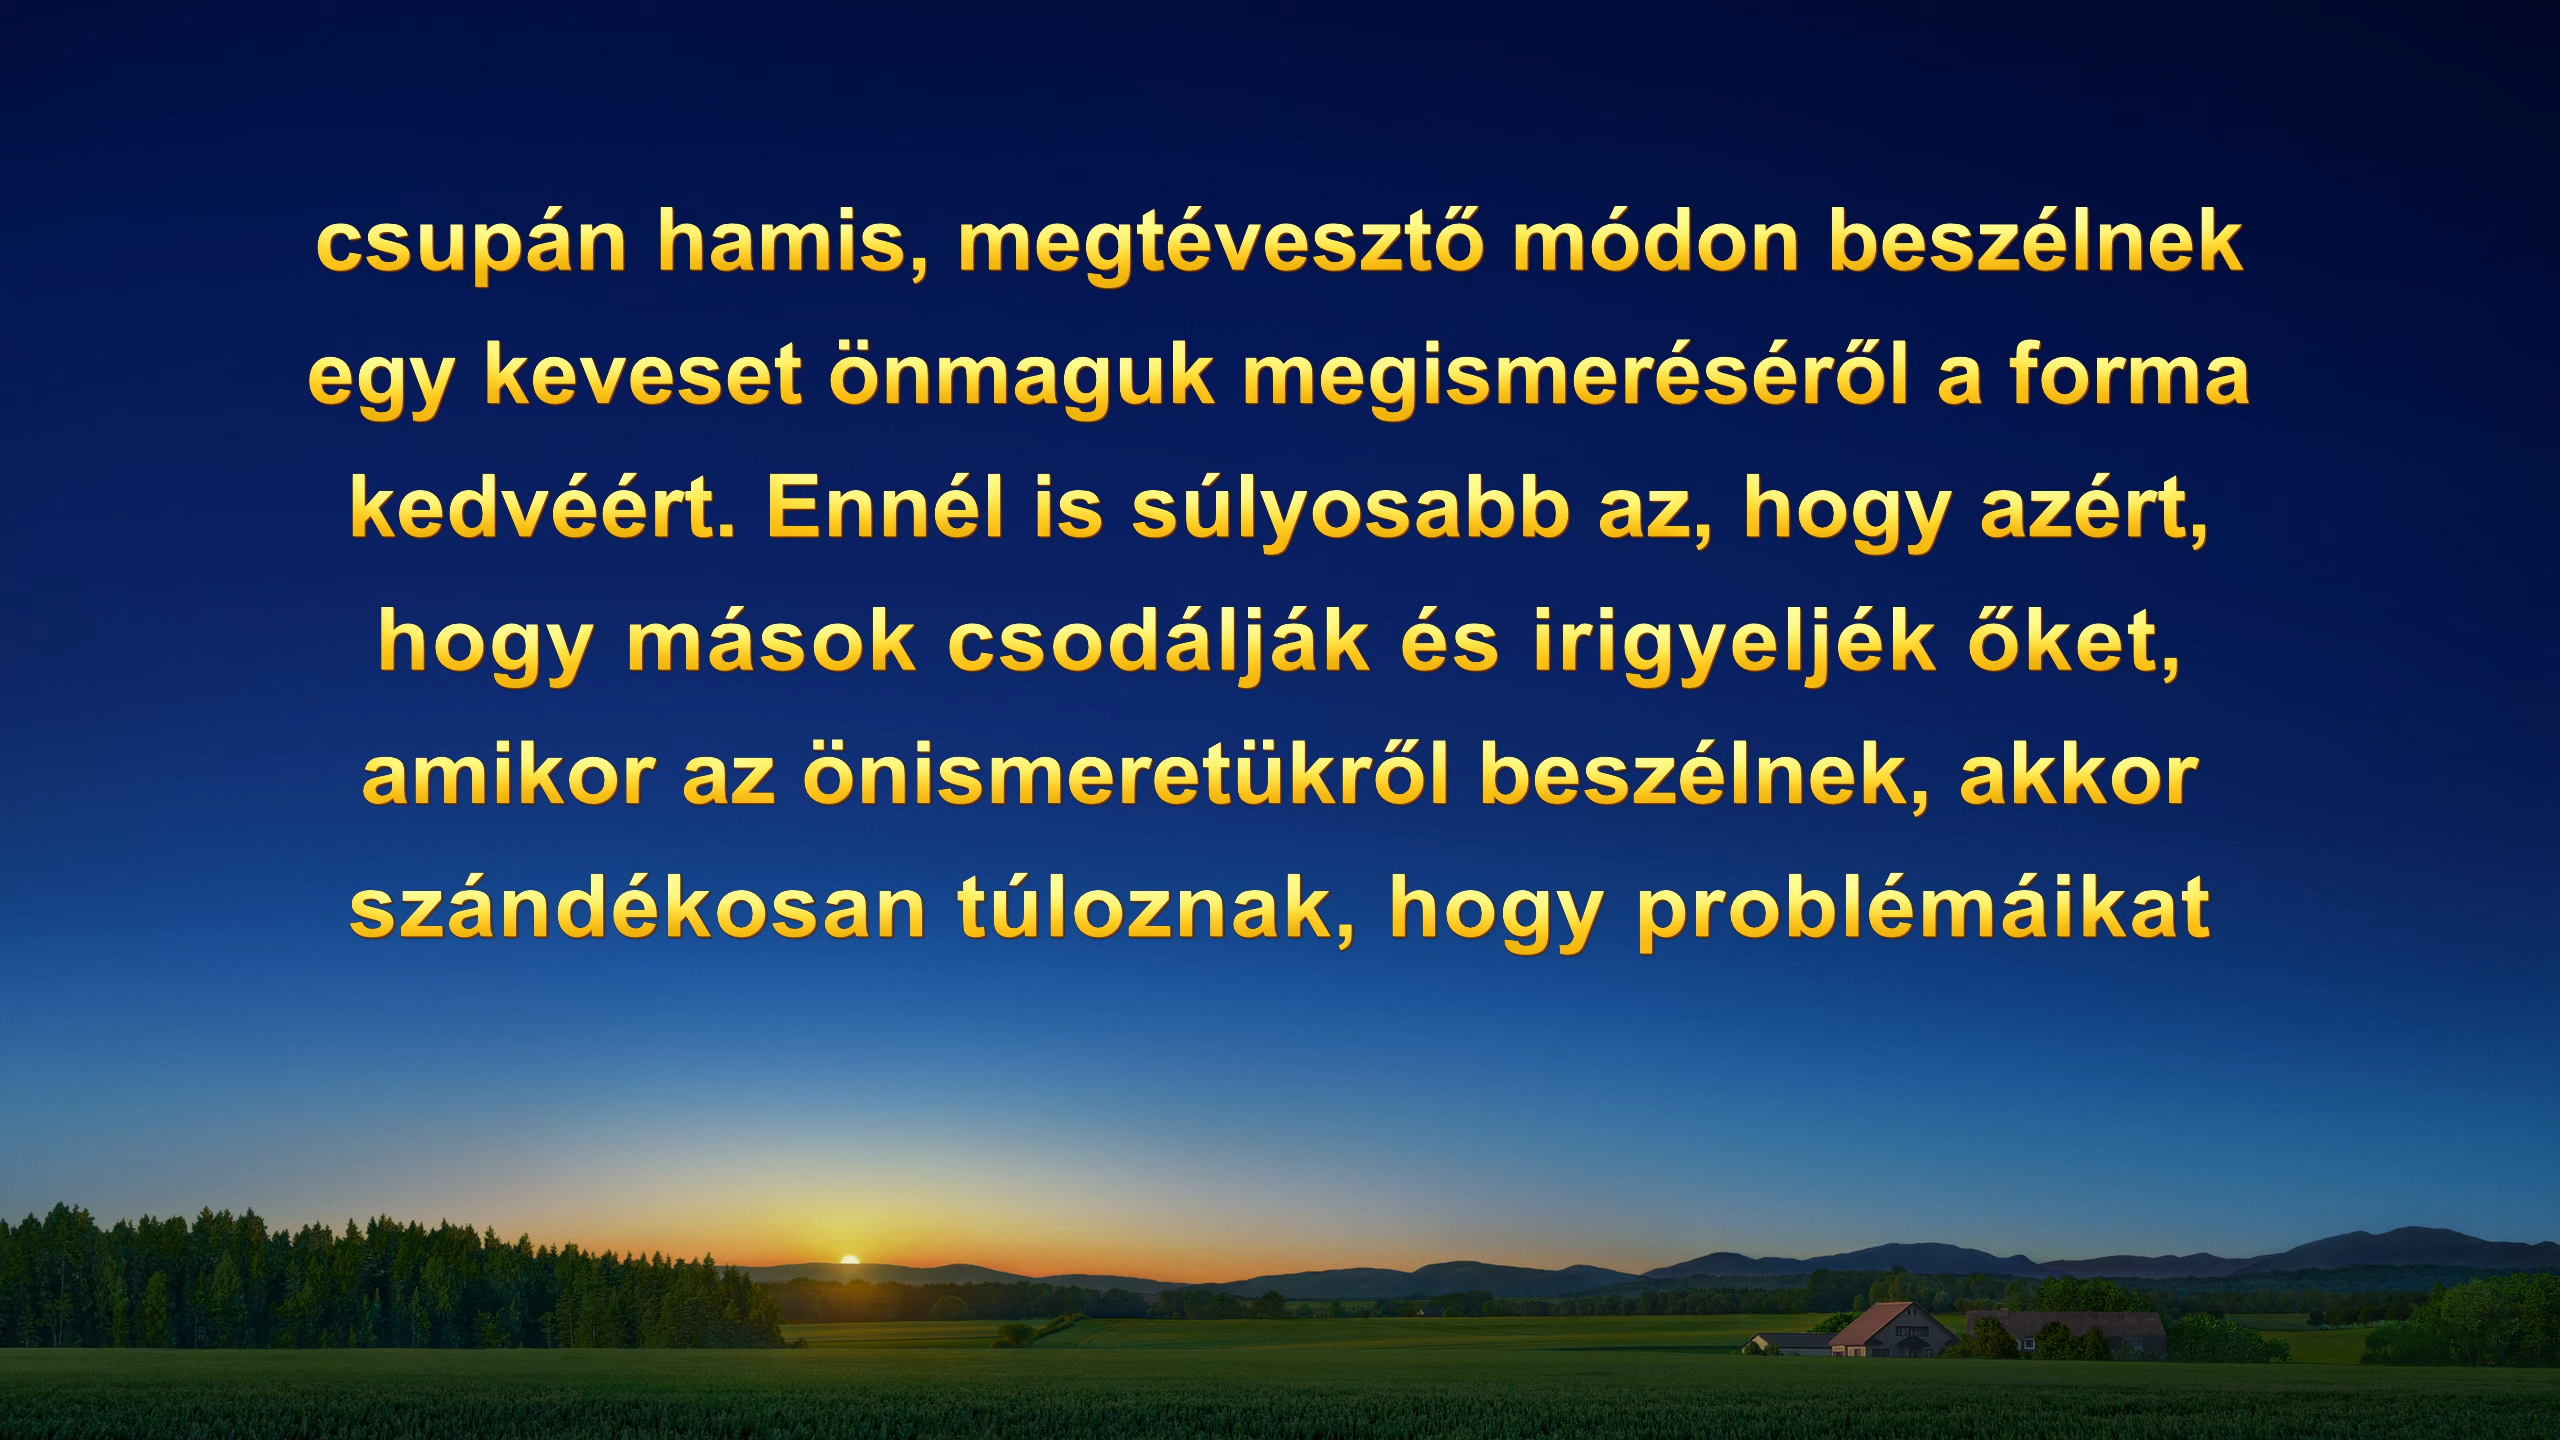 csupán hamis, megtévesztő módon beszélnek
egy keveset önmaguk megismeréséről a forma
kedvéért. Ennél is súlyosabb az, hogy azért,
hogy mások csodálják és irigyeljék őket,
amikor az önismeretükről beszélnek, akkor
szándékosan túloznak, hogy problémáikat